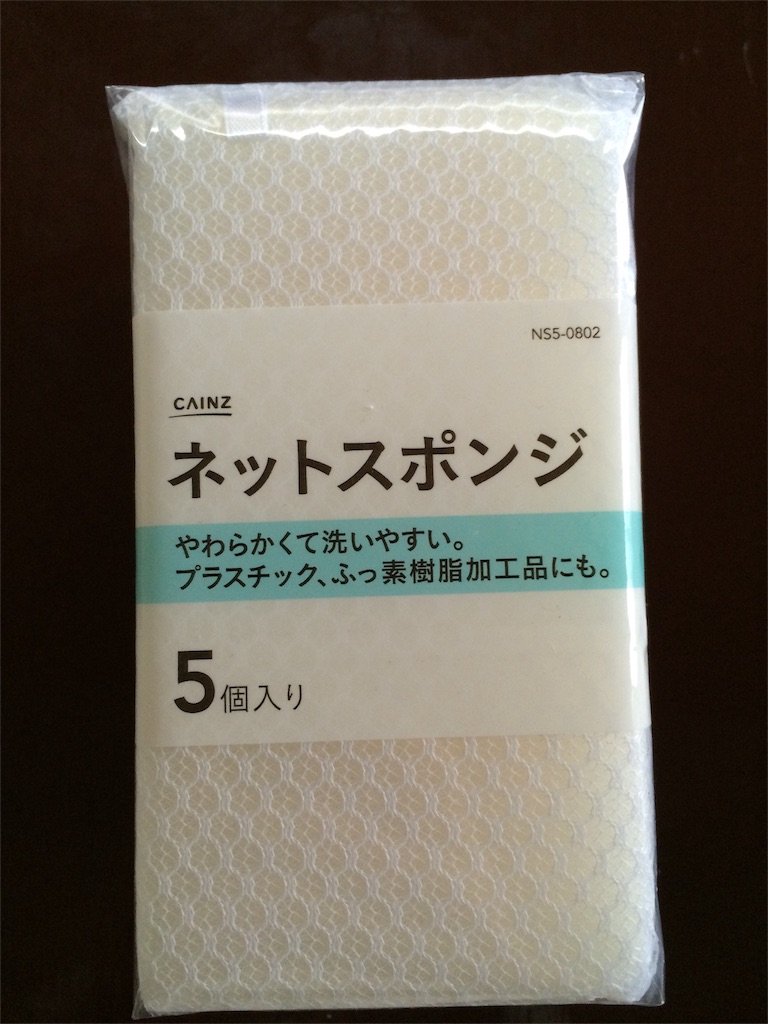 NS5-0802
CAINZ
ネットスポンジ
やわらかくて洗いやすい。
プラスチック、ふっ素樹脂加工品にも。
5個入り